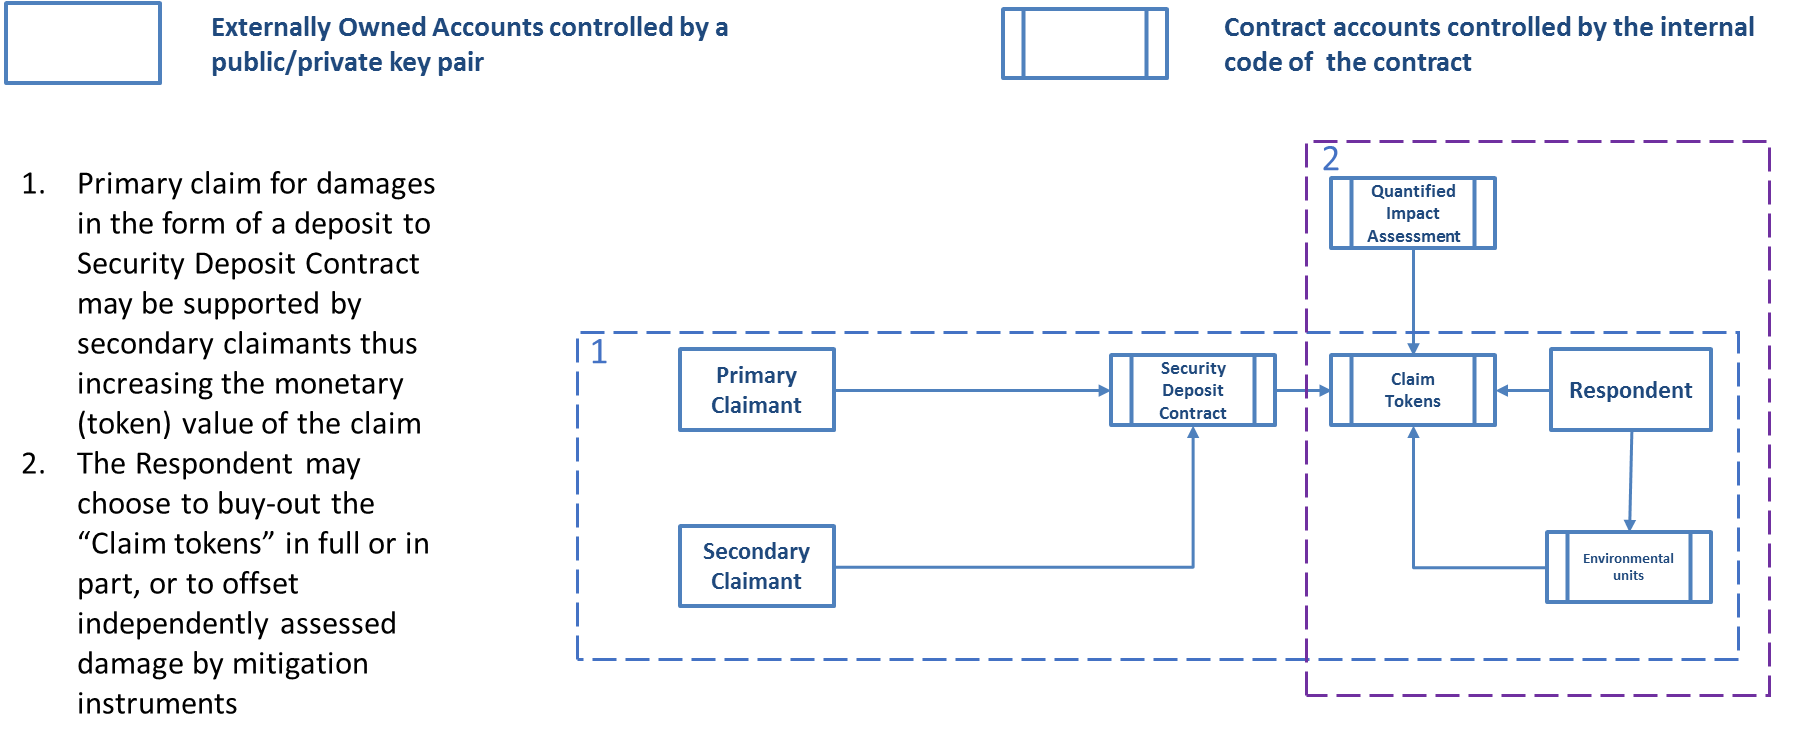 Externally Owned Accounts controlled by a
public/private key pair
Contract accounts controlled by the internal
code of the contract
1. Primary claim for damages
in the form of a deposit to
Security Deposit Contract
may be supported by
secondary claimants thus
increasing the monetary
(token) value of the claim
2. The Respondent may
choose to buy-out the
“Claim tokens” in full or in
part, or to offset
independently assessed
damage by mitigation
instruments
2
Quantified
Impact
Assessment
1
Primary
Claimant
Security
Deposit
Contract
Claim
Tokens
Respondent
Secondary
Claimant
Environmental
units